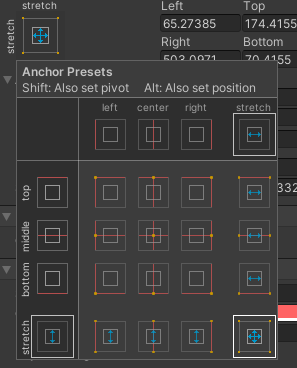 stretch
Left Top
stretch
65.27385 174.4155
Right Bottom
503.0971 70.4155
Anchor Presets
Shift: Also set pivot Alt: Also set position
left center right stretch
top
332
middle
bottom
stretch